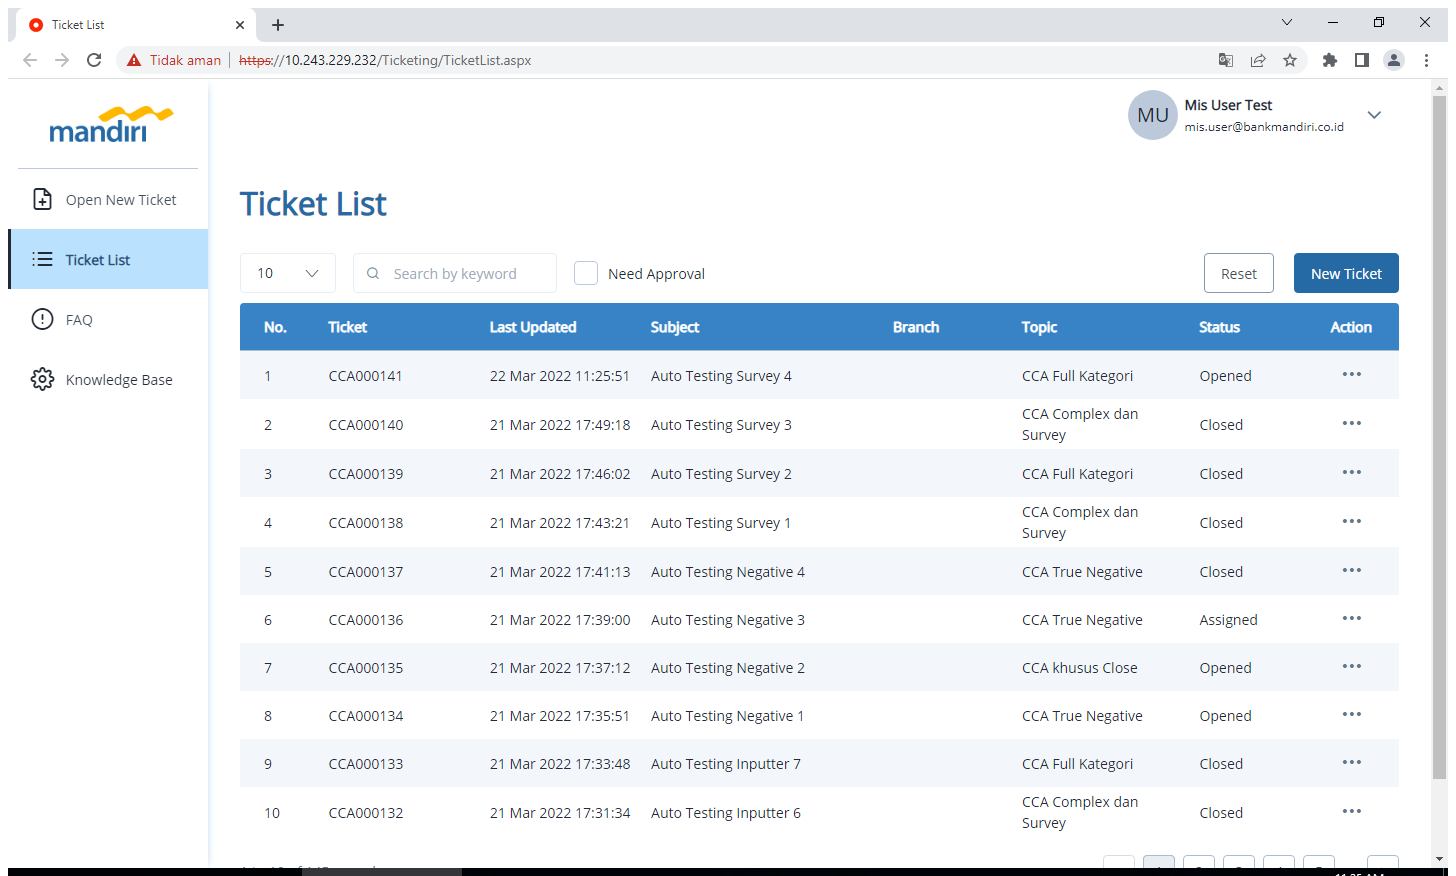 Ticket List
Tidak aman https://10.243.229.232/Ticketing/TicketList.aspx
mandiri
MU
Mis User Test
mis.user@bankmandiri.co.id
Open New Ticket
Ticket List
FAQ
Knowledge Base
Ticket List
10 Search by keyword Need Approval Reset New Ticket
No. Ticket Last Updated Subject Branch Topic Status Action
1 CCA000141 22 Mar 2022 11:25:51 Auto Testing Survey 4 CCA Full Kategori Opened
2 CCA000140 21 Mar 2022 17:49:18 Auto Testing Survey 3 CCA Complex dan Survey Closed
3 CCA000139 21 Mar 2022 17:46:02 Auto Testing Survey 2 CCA Full Kategori Closed
4 CCA000138 21 Mar 2022 17:43:21 Auto Testing Survey 1 CCA Complex dan Survey Closed
5 CCA000137 21 Mar 2022 17:41:13 Auto Testing Negative 4 CCA True Negative Closed
6 CCA000136 21 Mar 2022 17:39:00 Auto Testing Negative 3 CCA True Negative Assigned
7 CCA000135 21 Mar 2022 17:37:12 Auto Testing Negative 2 CCA khusus Close Opened
8 CCA000134 21 Mar 2022 17:35:51 Auto Testing Negative 1 CCA True Negative Opened
9 CCA000133 21 Mar 2022 17:33:48 Auto Testing Inputter 7 CCA Full Kategori Closed
10 CCA000132 21 Mar 2022 17:31:34 Auto Testing Inputter 6 CCA Complex dan Survey Closed